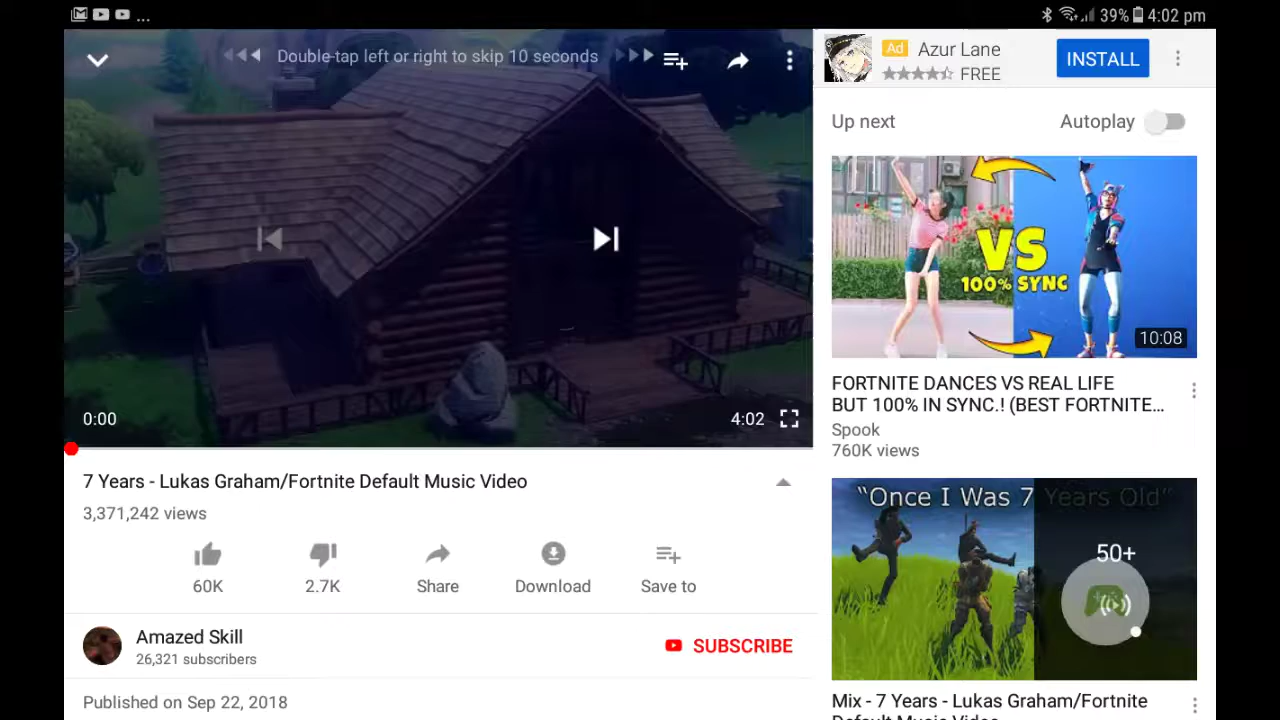 ... 39% 4:02 pm
Double-tap left or right to skip 10 seconds
0:00 4:02
7 Years - Lukas Graham/Fortnite Default Music Video
3,371,242 views
60K 2.7K Share Download Save to
Amazed Skill
26,321 subscribers
SUBSCRIBE
Published on Sep 22, 2018
Ad Azur Lane
FREE
INSTALL
Up next Autoplay
VS
100% SYNC
10:08
FORTNITE DANCES VS REAL LIFE
BUT 100% IN SYNC.! (BEST FORTNITE...
Spook
760K views
“Once I Was 7 Years Old”
50+
Mix - 7 Years - Lukas Graham/Fortnite
Default Music Video